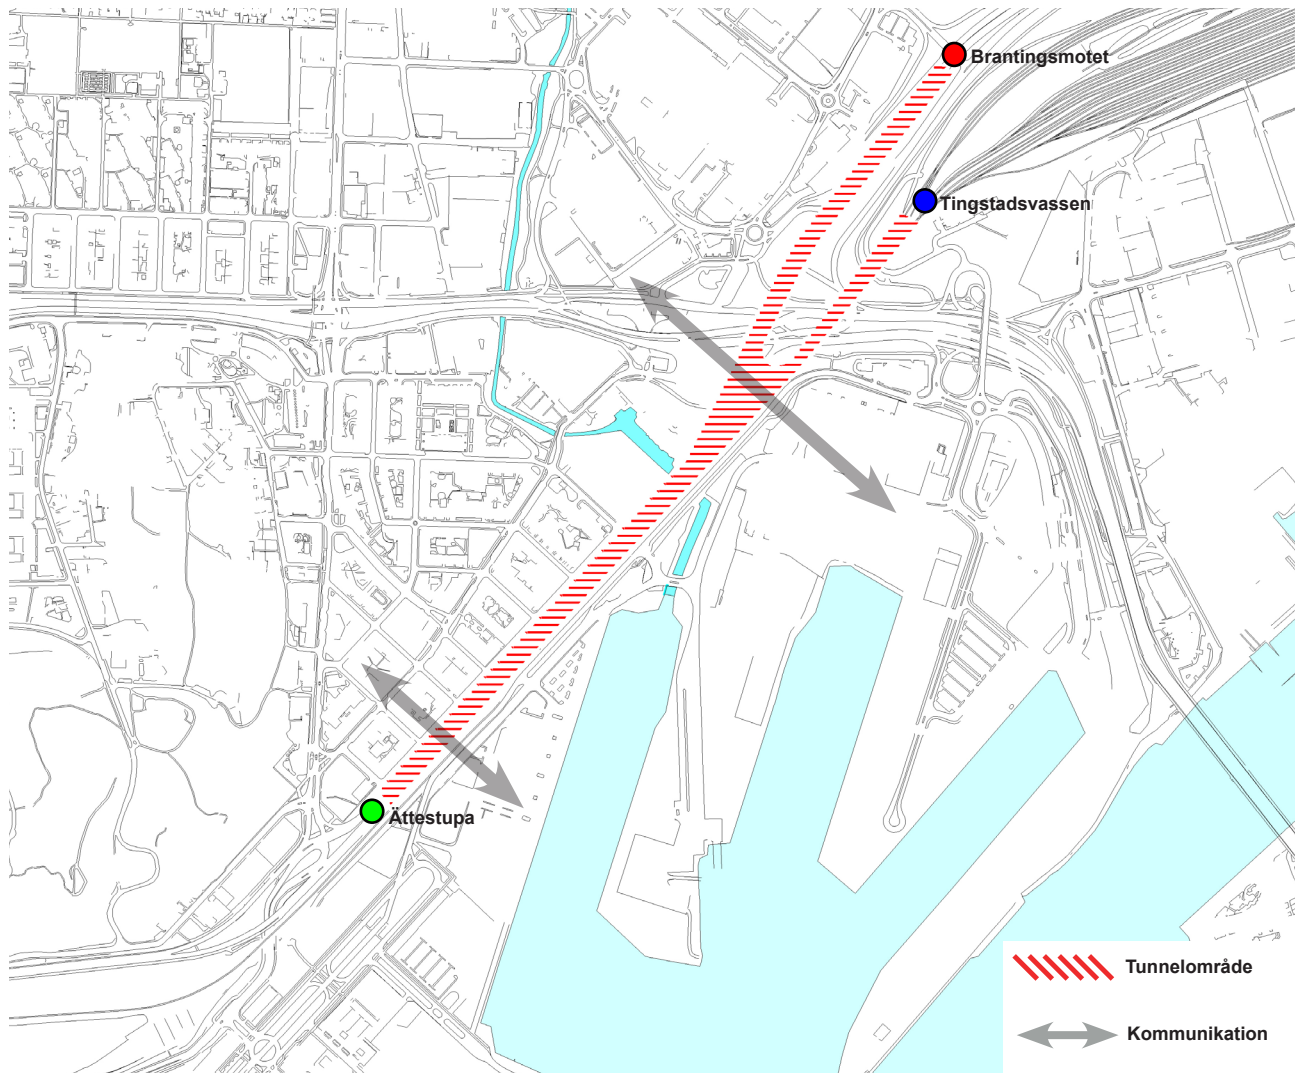 Brantingsmotet
Tingstadsvassen
Ättestupa
Tunnelområde
Kommunikation